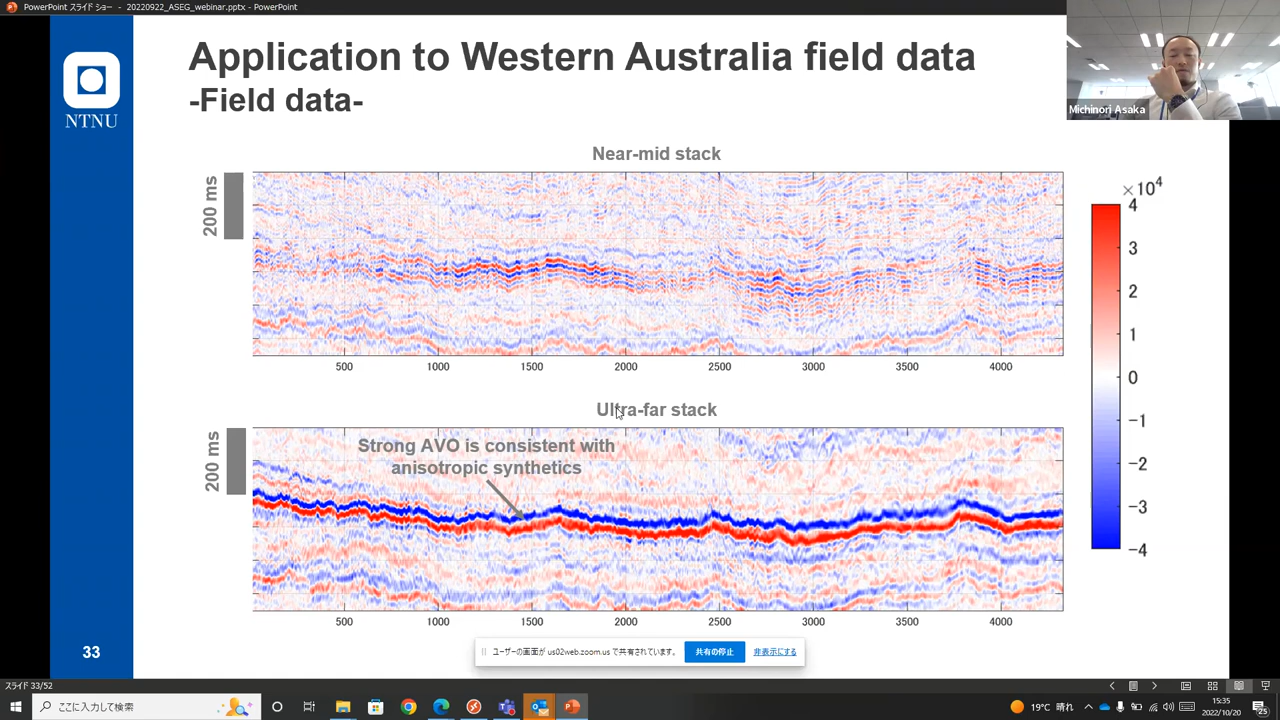 PowerPoint スライド ショー - 20220922_ASEG_webinar.pptx - PowerPoint
Michinori Asaka
NTNU
Application to Western Australia field data
-Field data-
Near-mid stack
200 ms
500 1000 1500 2000 2500 3000 3500 4000
×10⁴
4
3
2
1
0
−1
−2
−3
−4
Ultra-far stack
200 ms
Strong AVO is consistent with
anisotropic synthetics
500 1000 1500 2000 2500 3000 3500 4000
33
ユーザーの画面が us02web.zoom.us で共有されています。 共有の停止 非表示にする
スライド 33/52
ここに入力して検索
19°C 晴れ
15:35
2022/10/20
25